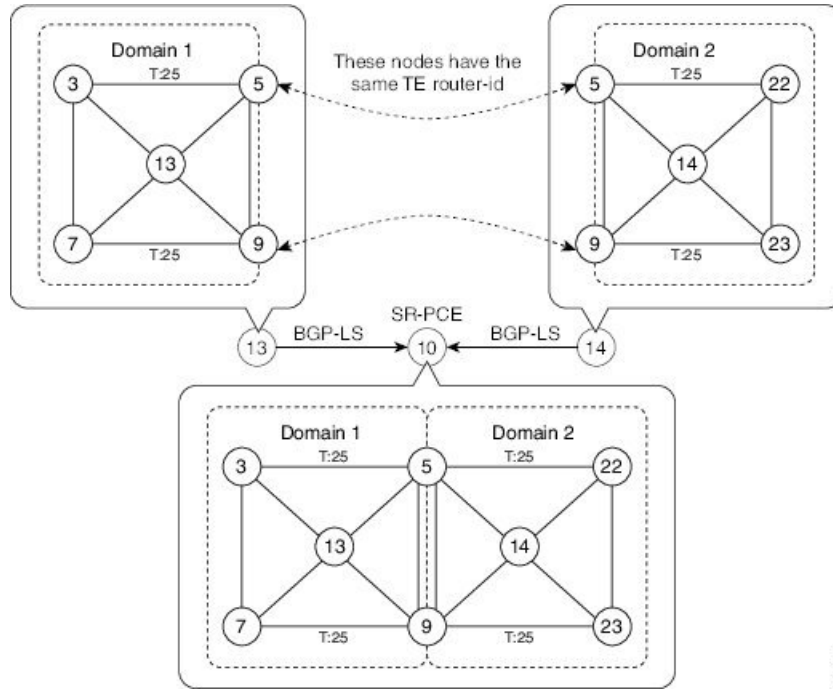 Domain 1
T:25
3
5
13
7
9
T:25
These nodes have the
same TE router-id
Domain 2
T:25
5
22
14
9
23
T:25
SR-PCE
13
BGP-LS
10
BGP-LS
14
Domain 1
Domain 2
T:25
T:25
3
5
22
13
14
7
9
23
T:25
T:25